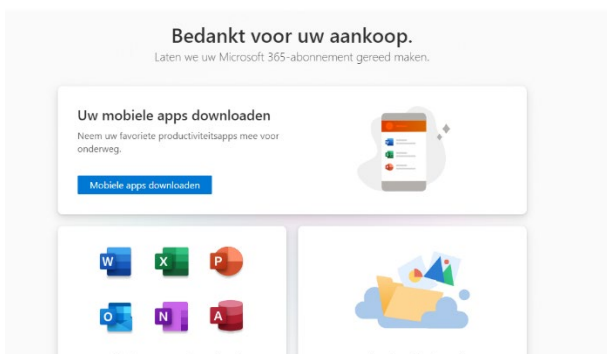 Bedankt voor uw aankoop.
Laten we uw Microsoft 365-abonnement gereed maken.
Uw mobiele apps downloaden
Neem uw favoriete productiviteitsapps mee voor
onderweg.
Mobiele apps downloaden
W X P
O N A